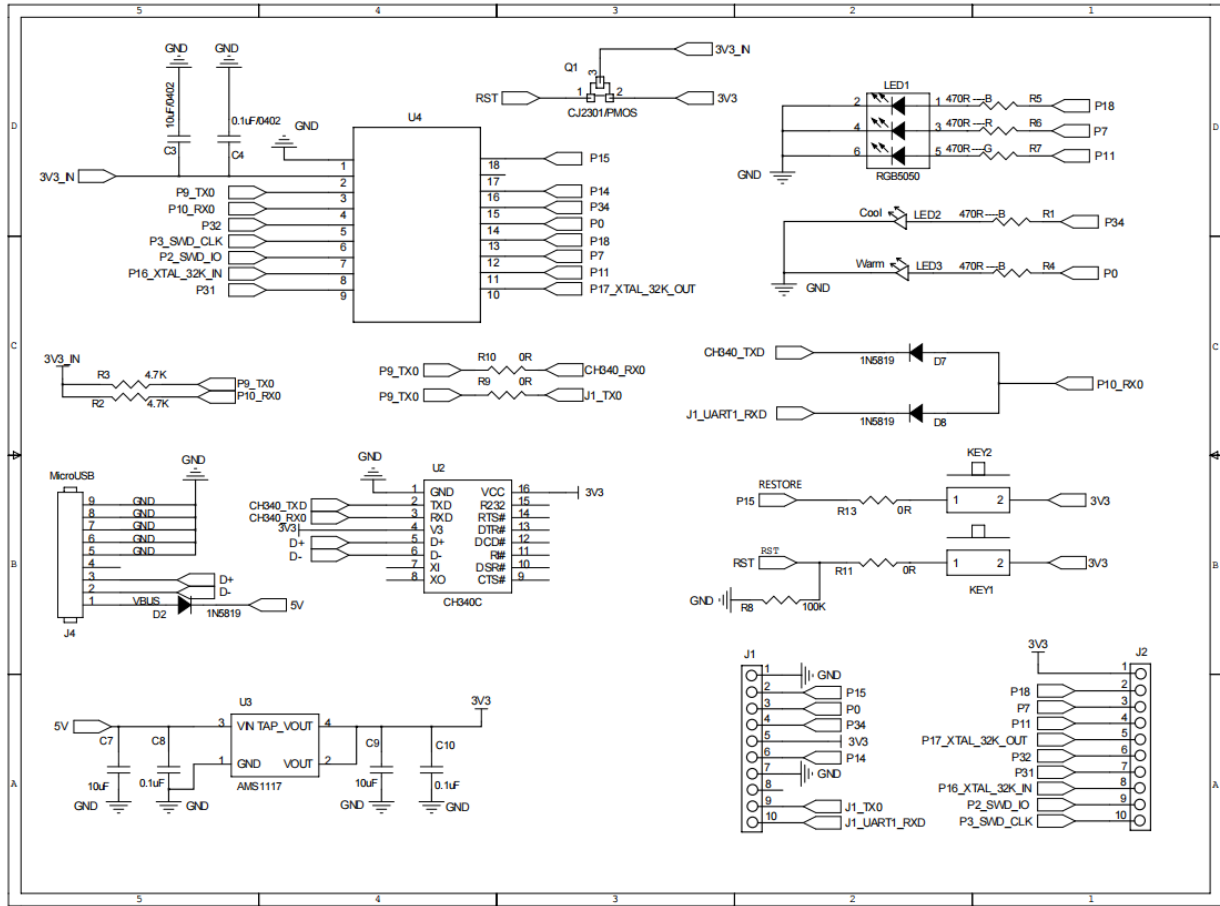 5 4 3 2 1
D
C
B
A
D
C
B
A
5 4 3 2 1
GND
GND
10uF/0402
0.1uF/0402
C3
C4
GND
U4
3V3_IN
P9_TX0
P10_RX0
P32
P3_SWD_CLK
P2_SWD_IO
P16_XTAL_32K_IN
P31
1
2
3
4
5
6
7
8
9
18
17
16
15
14
13
12
11
10
P15
P14
P34
P0
P18
P7
P11
P17_XTAL_32K_OUT
3V3_IN
Q1
3
RST 1 2 3V3
CJ2301/PMOS
LED1
2 1 470R---B R5 P18
4 3 470R---R R6 P7
6 5 470R---G R7 P11
GND
RGB5050
Cool LED2 470R---B R1 P34
Warm LED3 470R---B R4 P0
GND
3V3_IN
R3 4.7K P9_TX0
R2 4.7K P10_RX0
P9_TX0 R10 0R CH340_RX0
P9_TX0 R9 0R J1_TX0
CH340_TXD 1N5819 D7
P10_RX0
J1_UART1_RXD 1N5819 D8
MicroUSB
GND
9 GND
8 GND
7 GND
6 GND
5 GND
4
3 D+
2 D-
1 VBUS D2 1N5819 5V
J4
GND
U2
CH340_TXD
CH340_RX0
3V3
D+
D-
1 GND VCC 16 3V3
2 TXD R232 15
3 RXD RTS# 14
4 V3 DTR# 13
5 D+ DCD# 12
6 D- RI# 11
7 XI DSR# 10
8 XO CTS# 9
CH340C
KEY2
RESTORE
P15 R13 0R 1 2 3V3
RST
RST R11 0R 1 2 3V3
KEY1
GND R8 100K
U3
5V
3V3
C7
C8
C9
C10
3 VIN TAP_VOUT 4
1 GND VOUT 2
AMS1117
10uF
0.1uF
10uF
0.1uF
GND
GND
GND
GND
J1
1 GND
2 P15
3 P0
4 P34
5 3V3
6 P14
7 GND
8
9 J1_TX0
10 J1_UART1_RXD
3V3
J2
1
P18 2
P7 3
P11 4
P17_XTAL_32K_OUT 5
P32 6
P31 7
P16_XTAL_32K_IN 8
P2_SWD_IO 9
P3_SWD_CLK 10